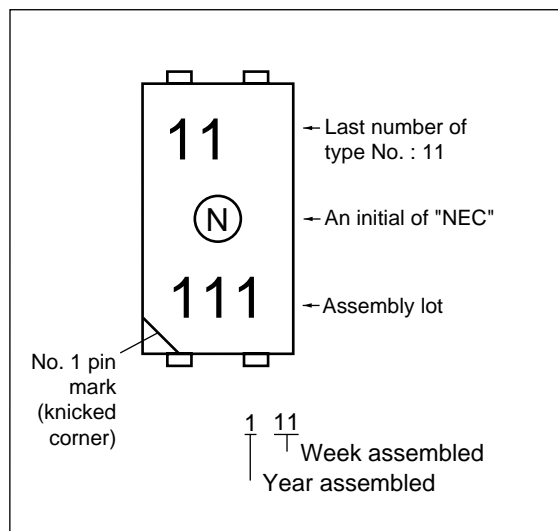 11
Last number of
type No. : 11
N
An initial of "NEC"
111
Assembly lot
No. 1 pin
mark
(knicked
corner)
1 11
Week assembled
Year assembled